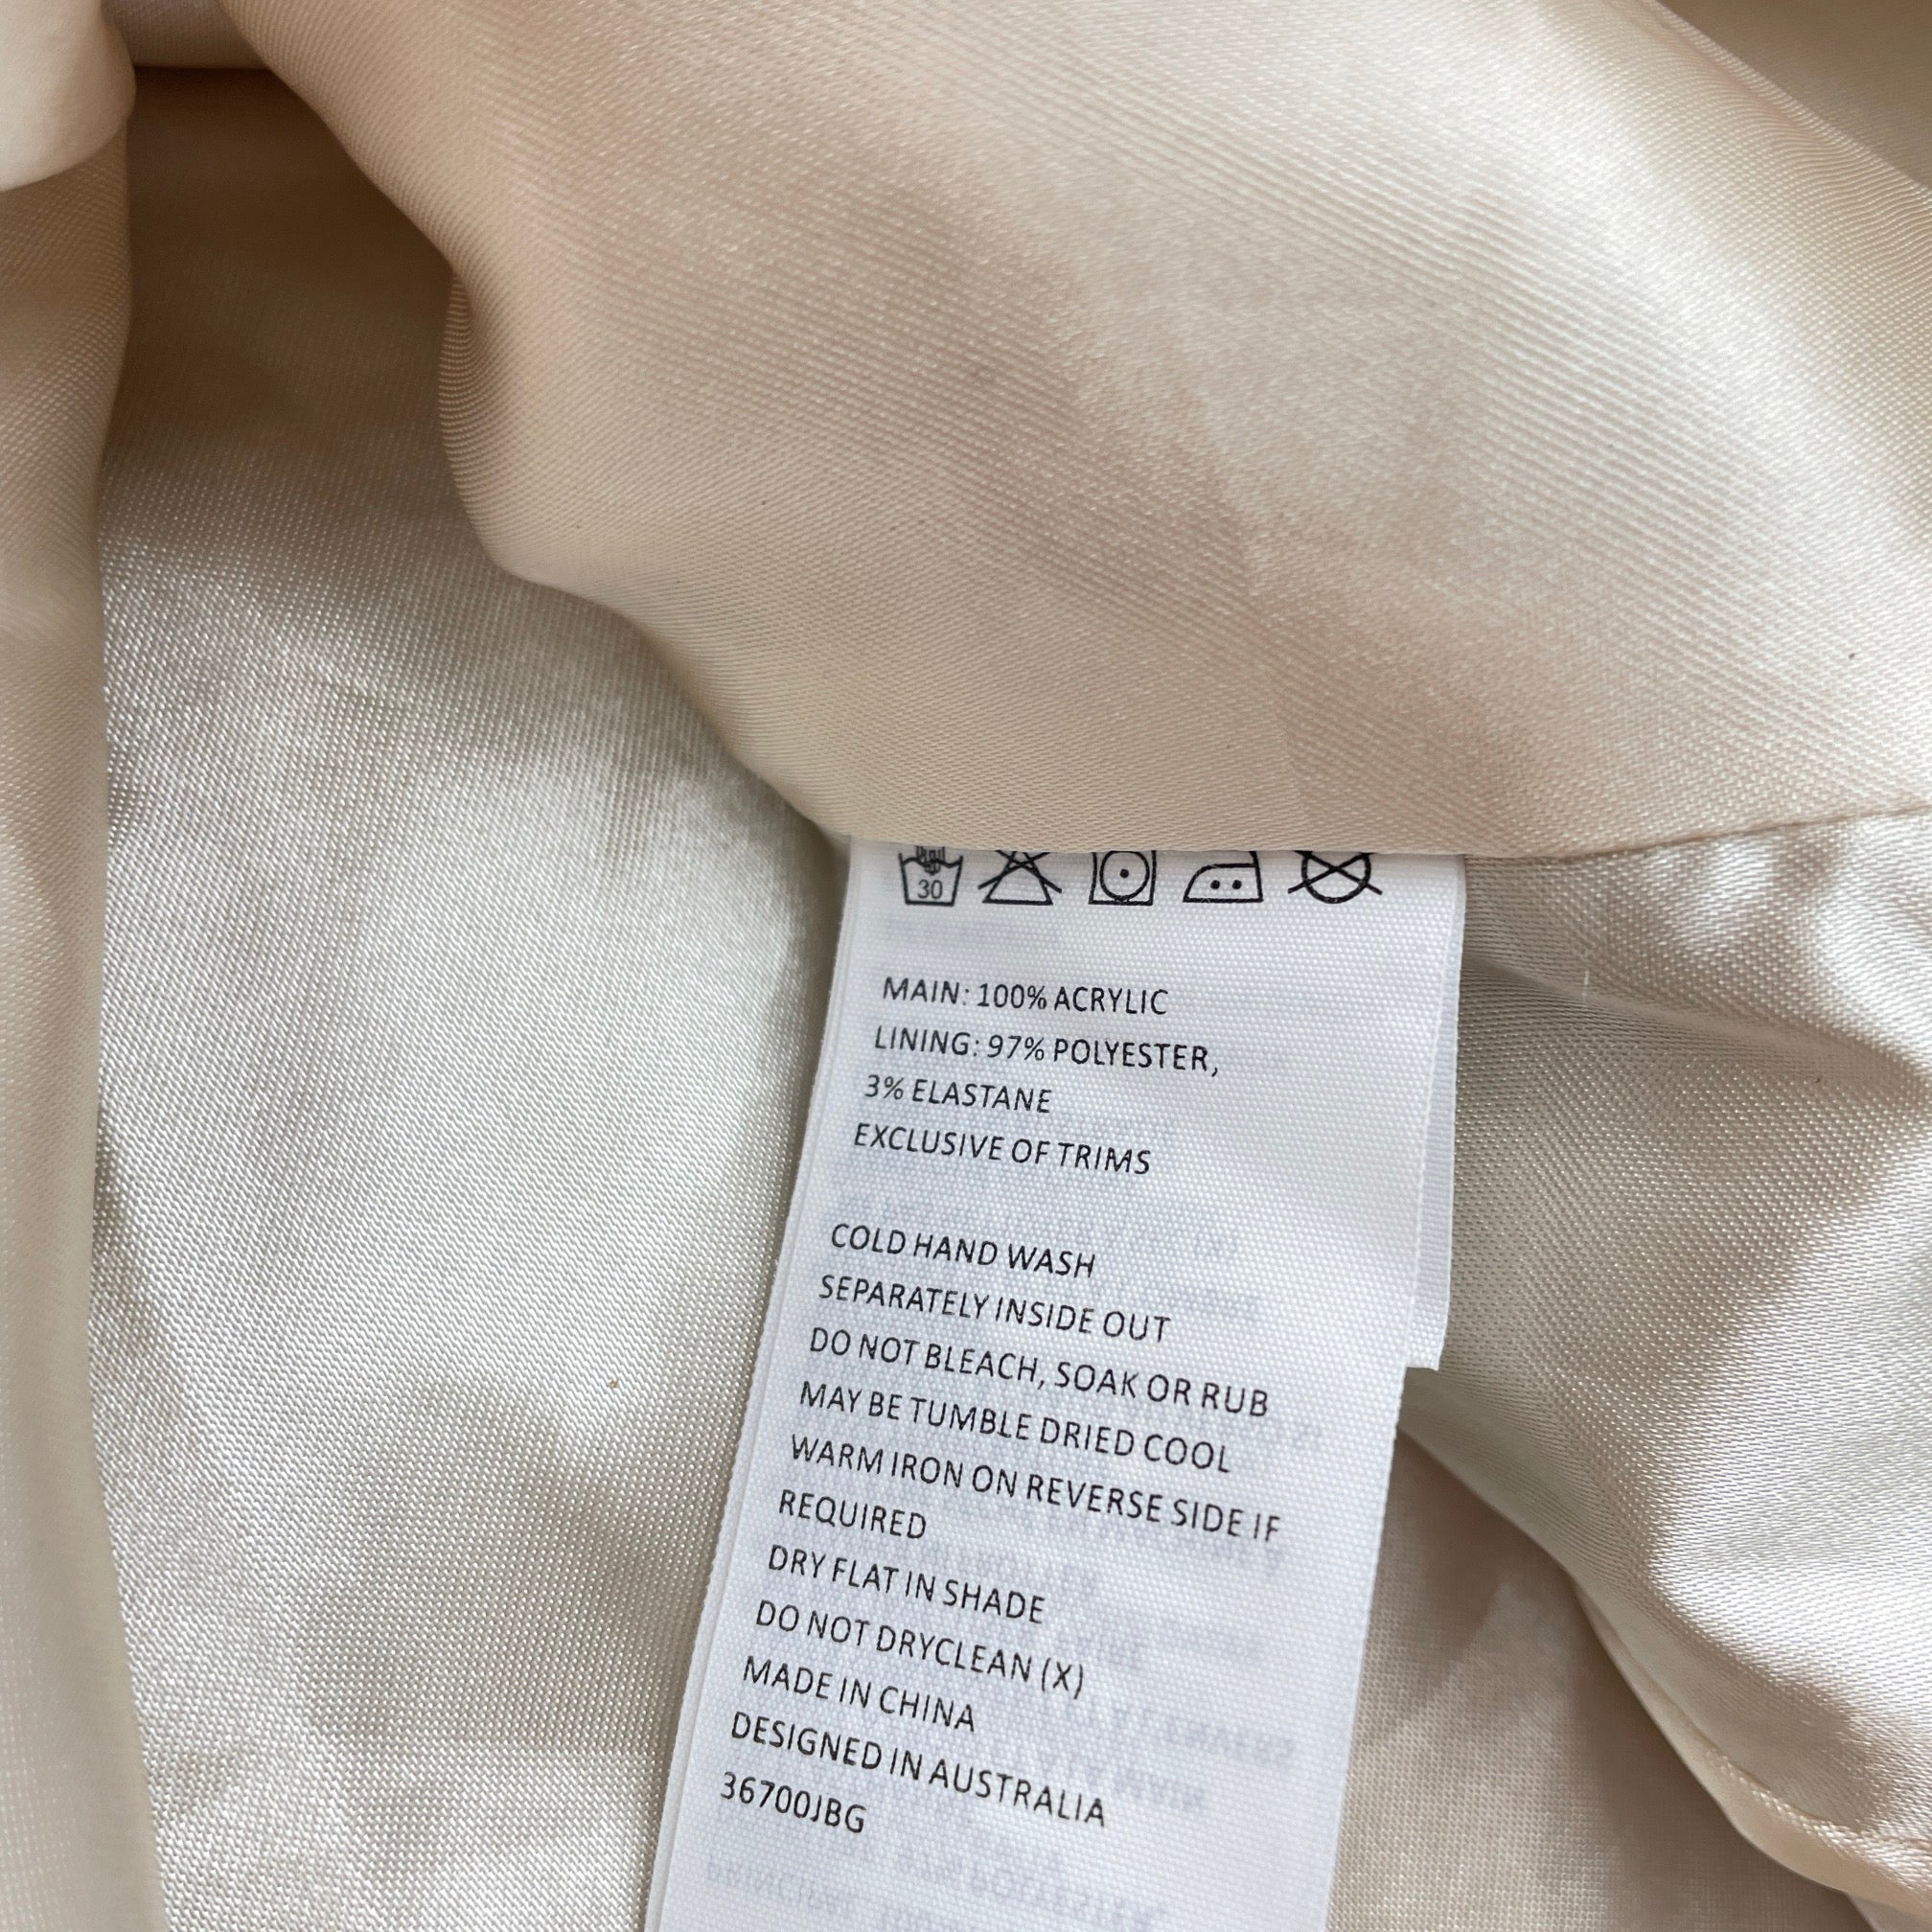 30
MAIN: 100% ACRYLIC
LINING: 97% POLYESTER,
3% ELASTANE
EXCLUSIVE OF TRIMS
COLD HAND WASH
SEPARATELY INSIDE OUT
DO NOT BLEACH, SOAK OR RUB
MAY BE TUMBLE DRIED COOL
WARM IRON ON REVERSE SIDE IF
REQUIRED
DRY FLAT IN SHADE
DO NOT DRYCLEAN (X)
MADE IN CHINA
DESIGNED IN AUSTRALIA
36700JBG